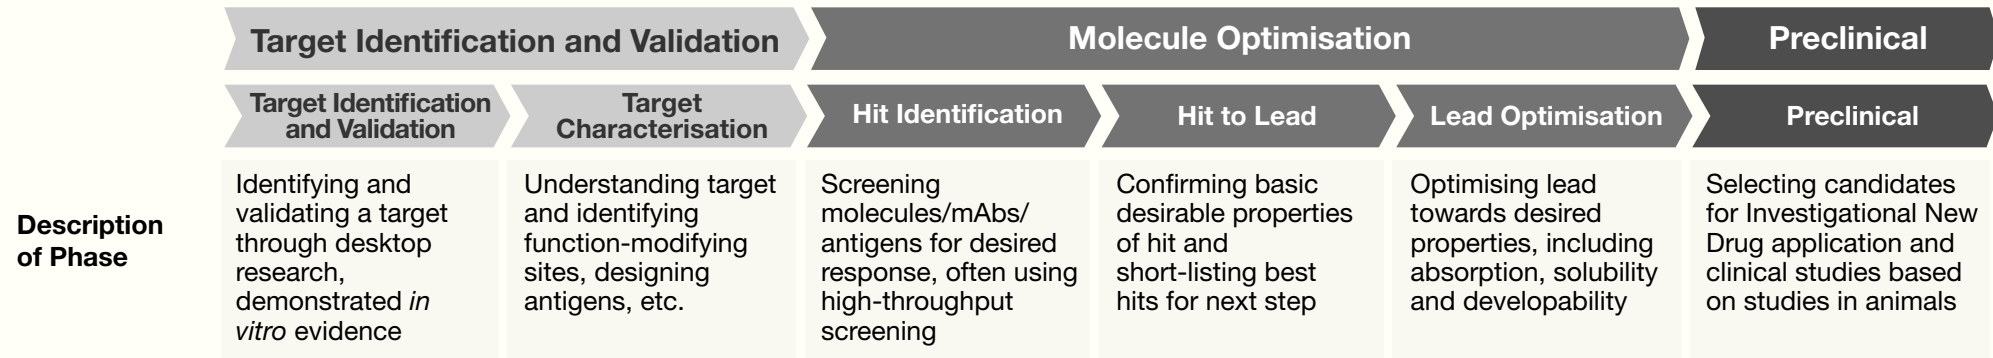 Target Identification and Validation
Molecule Optimisation
Preclinical
Target Identification
and Validation
Target
Characterisation
Hit Identification
Hit to Lead
Lead Optimisation
Preclinical
Description
of Phase
Identifying and
validating a target
through desktop
research,
demonstrated in
vitro evidence
Understanding target
and identifying
function-modifying
sites, designing
antigens, etc.
Screening
molecules/mAbs/
antigens for desired
response, often using
high-throughput
screening
Confirming basic
desirable properties
of hit and
short-listing best
hits for next step
Optimising lead
towards desired
properties, including
absorption, solubility
and developability
Selecting candidates
for Investigational New
Drug application and
clinical studies based
on studies in animals